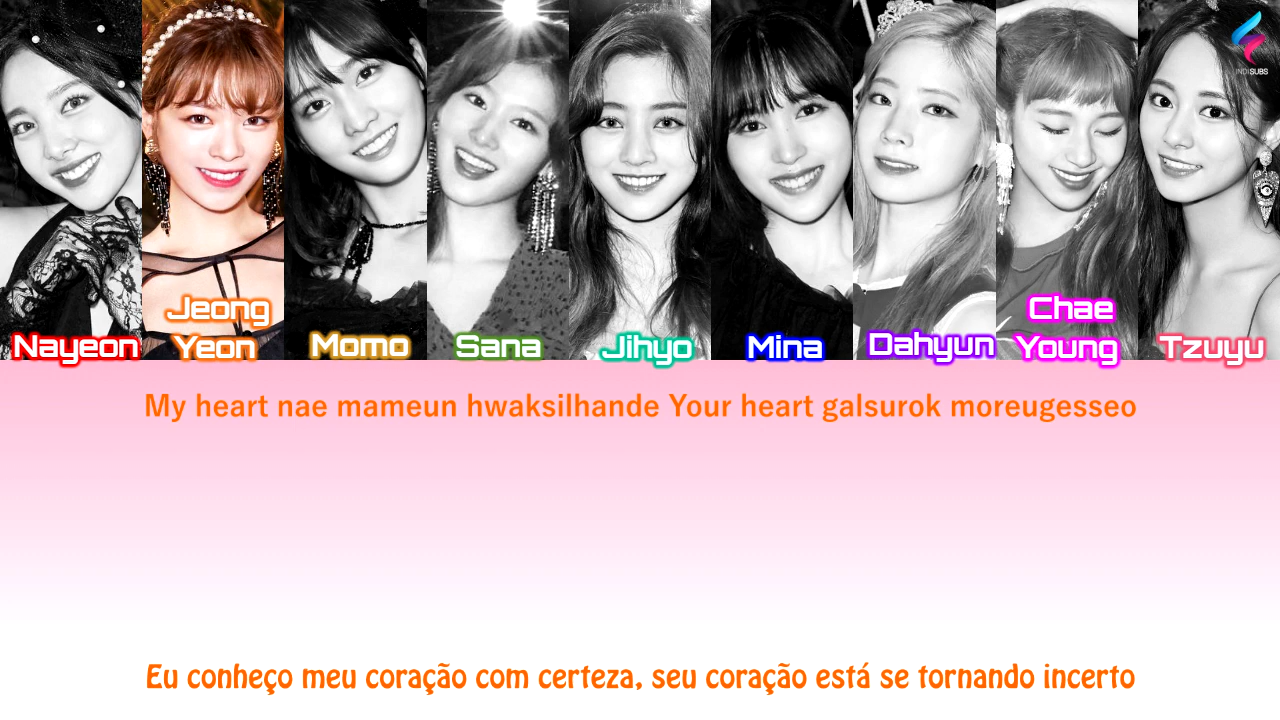 INDISUBS
Jeong
Chae
Nayeon
Yeon
Momo
Sana
Jihyo
Mina
Dahyun
Young
Tzuyu
My heart nae mameun hwaksilhande Your heart galsurok moreugesseo
Eu conheço meu coração com certeza, seu coração está se tornando incerto